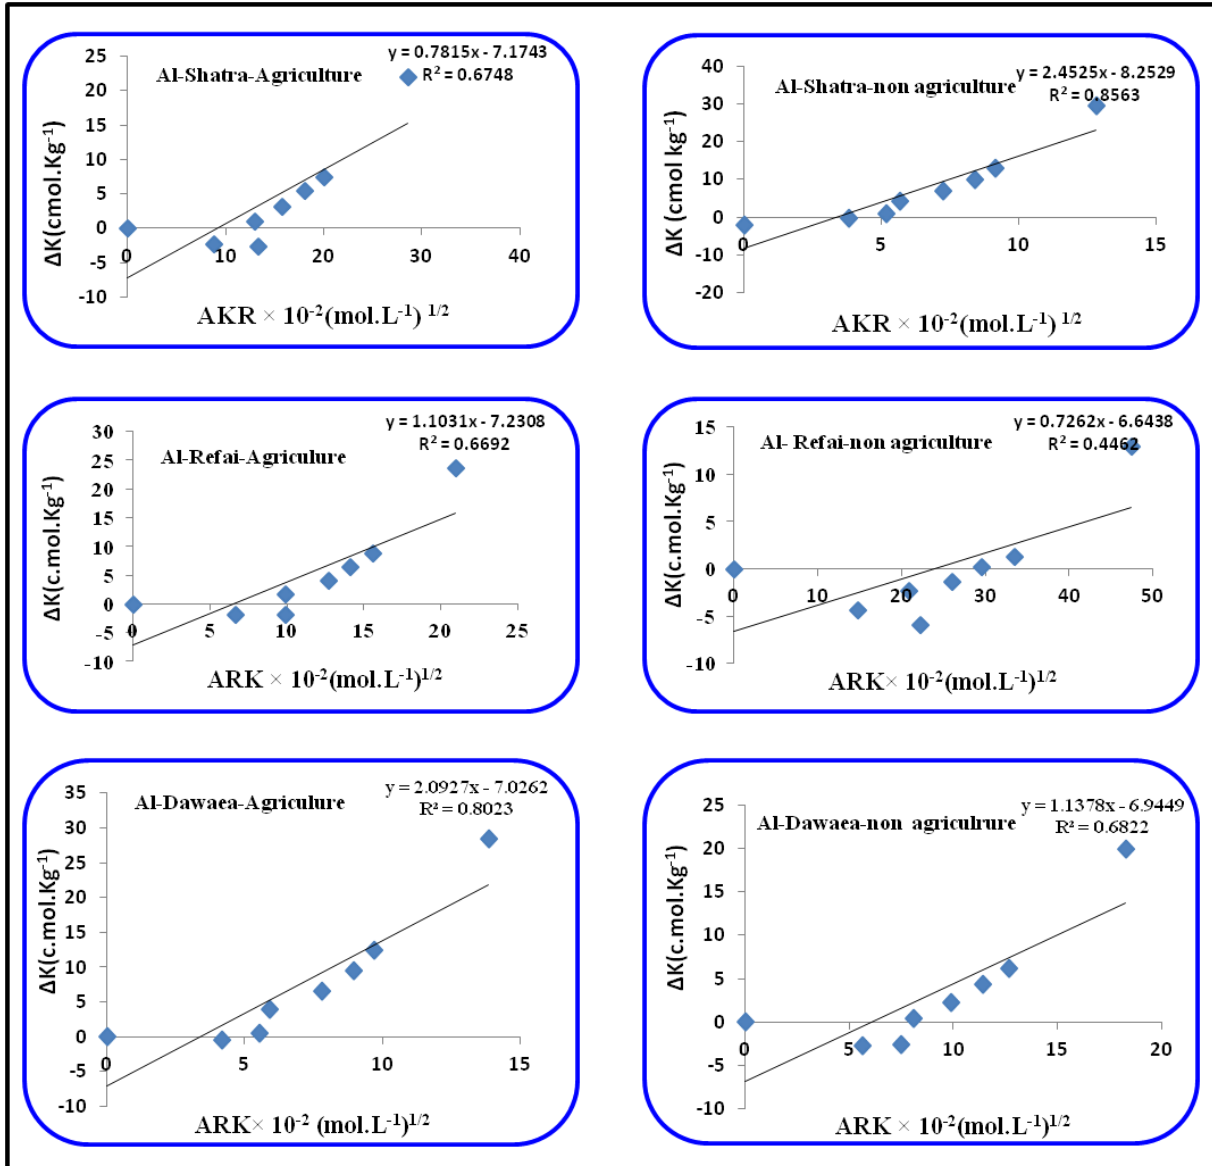 y = 0.7815x - 7.1743
R² = 0.6748
Al-Shatra-Agriculture
25
20
15
10
5
0
-5
-10
0
10
20
30
40
ΔK(cmol.Kg⁻¹)
AKR × 10⁻²(mol.L⁻¹) ¹/²
y = 2.4525x - 8.2529
R² = 0.8563
Al-Shatra-non agriculture
40
30
20
10
0
-10
-20
0
5
10
15
ΔK (cmol kg⁻¹)
AKR × 10⁻²(mol.L⁻¹) ¹/²
y = 1.1031x - 7.2308
R² = 0.6692
Al-Refai-Agriculure
30
25
20
15
10
5
0
-5
-10
0
5
10
15
20
25
ΔK(c.mol.Kg⁻¹)
ARK × 10⁻²(mol.L⁻¹)¹/²
y = 0.7262x - 6.6438
R² = 0.4462
Al- Refai-non agriculture
15
10
5
0
-5
-10
0
10
20
30
40
50
ΔK(c.mol.Kg⁻¹)
ARK× 10⁻²(mol.L⁻¹)¹/²
y = 2.0927x - 7.0262
R² = 0.8023
Al-Dawaea-Agriculure
35
30
25
20
15
10
5
0
-5
-10
0
5
10
15
ΔK(c.mol.Kg⁻¹)
ARK× 10⁻² (mol.L⁻¹)¹/²
y = 1.1378x - 6.9449
R² = 0.6822
Al-Dawaea-non agriculrure
25
20
15
10
5
0
-5
-10
0
5
10
15
20
ΔK(c.mol.Kg⁻¹)
ARK × 10⁻²(mol.L⁻¹)¹/²